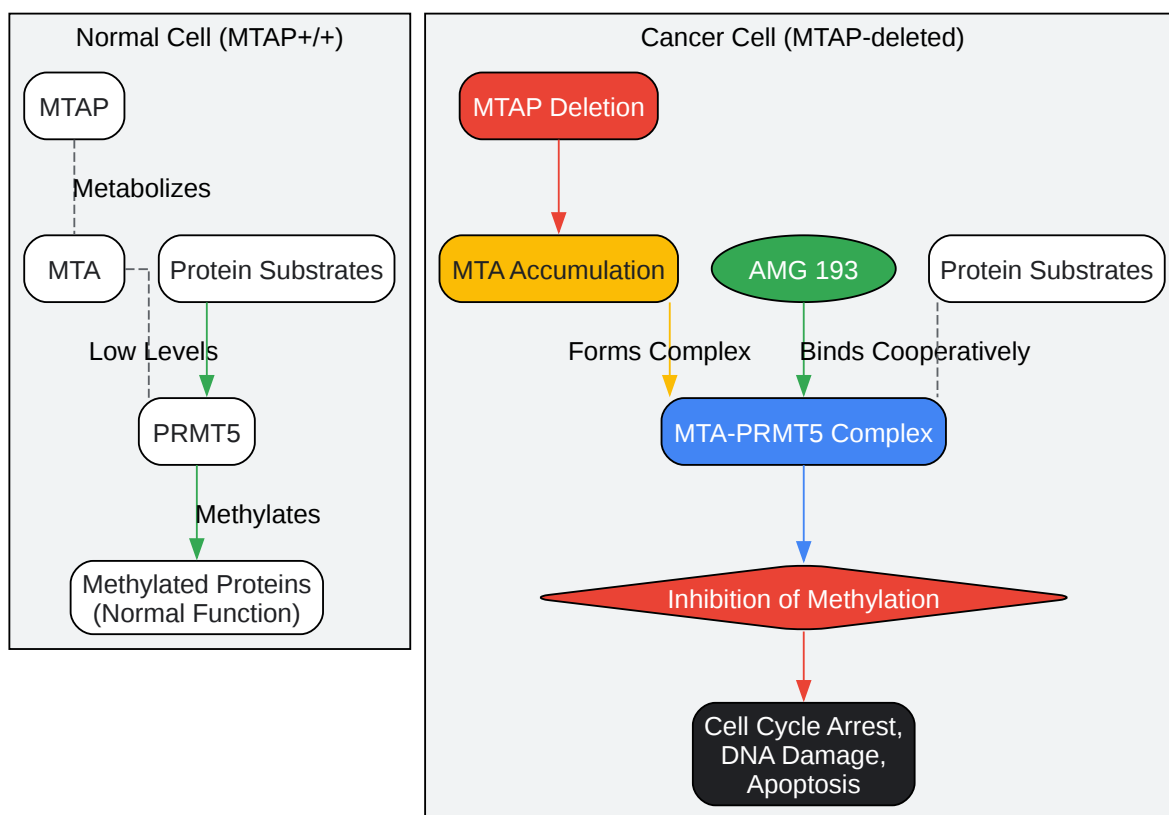 Normal Cell (MTAP+/+)
MTAP
Metabolizes
MTA
Protein Substrates
Low Levels
PRMT5
Methylates
Methylated Proteins
(Normal Function)
Cancer Cell (MTAP-deleted)
MTAP Deletion
MTA Accumulation
AMG 193
Protein Substrates
Forms Complex
Binds Cooperatively
MTA-PRMT5 Complex
Inhibition of Methylation
Cell Cycle Arrest,
DNA Damage,
Apoptosis